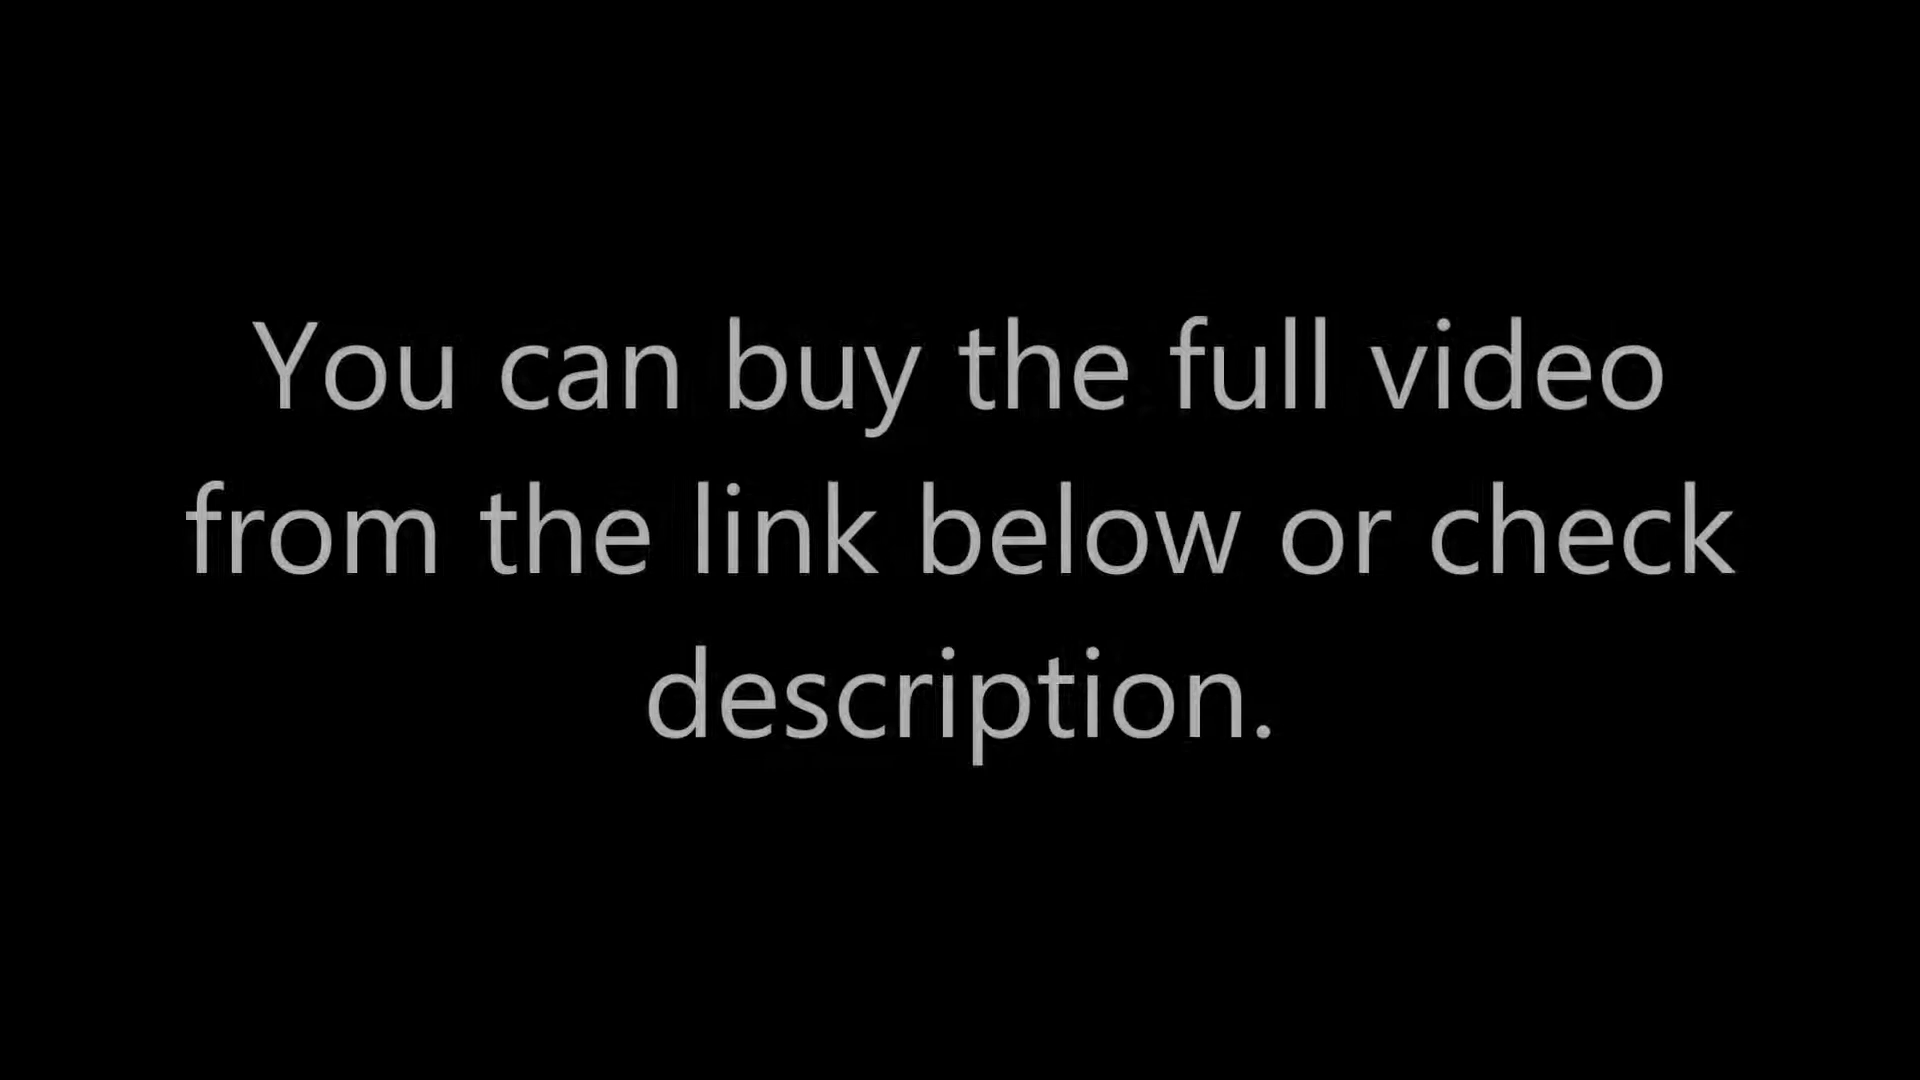 You can buy the full video
from the link below or check
description.